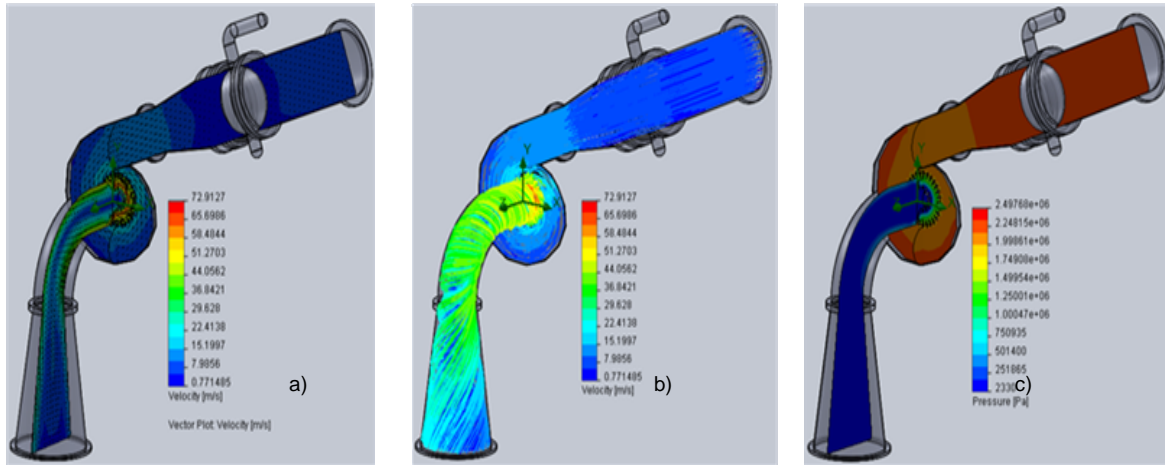 72.9127
65.6986
58.4844
51.2703
44.0562
36.8421
29.628
22.4138
15.1997
7.9856
0.771485
Velocity [m/s]
Vector Plot: Velocity [m/s]
a)
Y
72.9127
65.6986
58.4844
51.2703
44.0562
36.8421
29.628
22.4138
15.1997
7.9856
0.771485
Velocity [m/s]
b)
2.49768e+06
2.24815e+06
1.99861e+06
1.74908e+06
1.49954e+06
1.25001e+06
1.00047e+06
750935
501400
251865
Pressure [Pa]
c)